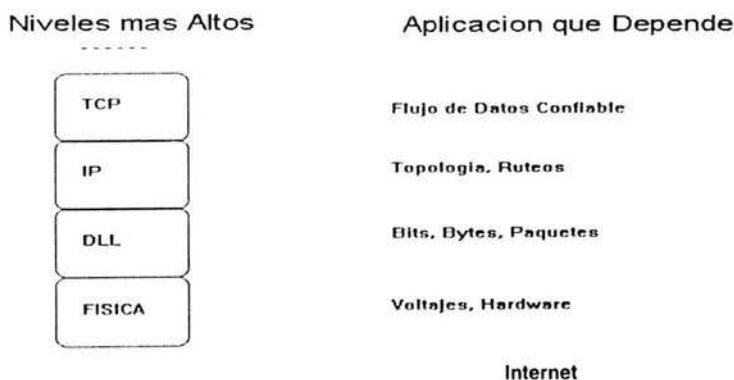 Niveles mas Altos
Aplicacion que Depende
TCP
Flujo de Datos Confiable
IP
Topologia, Ruteos
DLL
Bits, Bytes, Paquetes
FISICA
Voltajes, Hardware
Internet